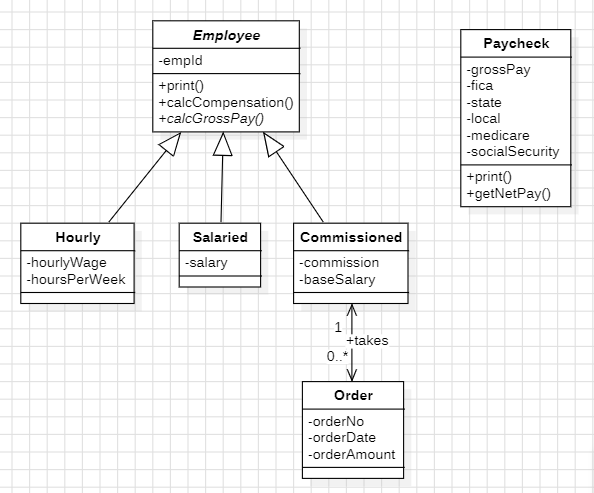 Employee
-empId
+print()
+calcCompensation()
+calcGrossPay()
Paycheck
-grossPay
-fica
-state
-local
-medicare
-socialSecurity
+print()
+getNetPay()
Hourly
-hourlyWage
-hoursPerWeek
Salaried
-salary
Commissioned
-commission
-baseSalary
1
+takes
0..*
Order
-orderNo
-orderDate
-orderAmount